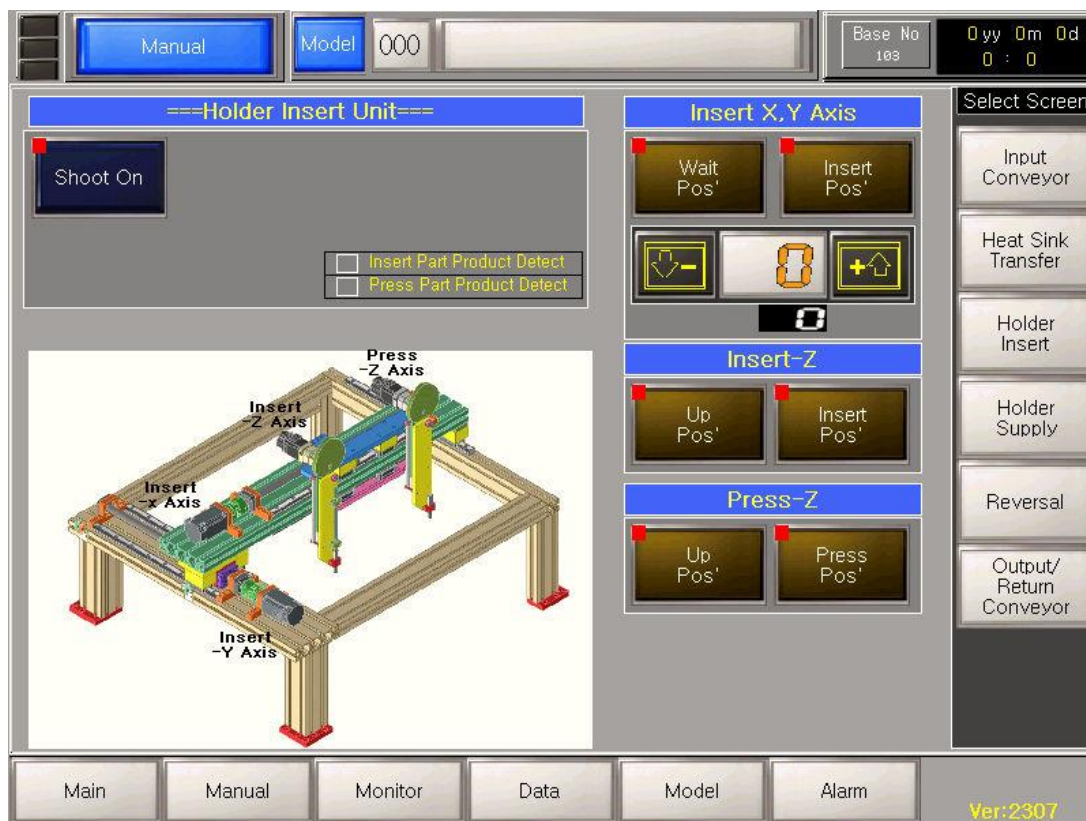 Manual
Model
000
Base No
103
0 yy 0m 0d
0 : 0
===Holder Insert Unit===
Shoot On
Insert Part Product Detect
Press Part Product Detect
Press
-Z Axis
Insert
-Z Axis
Insert
-x Axis
Insert
-Y Axis
Insert X,Y Axis
Wait
Pos'
Insert
Pos'
-
0
+
0
Insert-Z
Up
Pos'
Insert
Pos'
Press-Z
Up
Pos'
Press
Pos'
Select Screen
Input
Conveyor
Heat Sink
Transfer
Holder
Insert
Holder
Supply
Reversal
Output/
Return
Conveyor
Main
Manual
Monitor
Data
Model
Alarm
Ver:2307